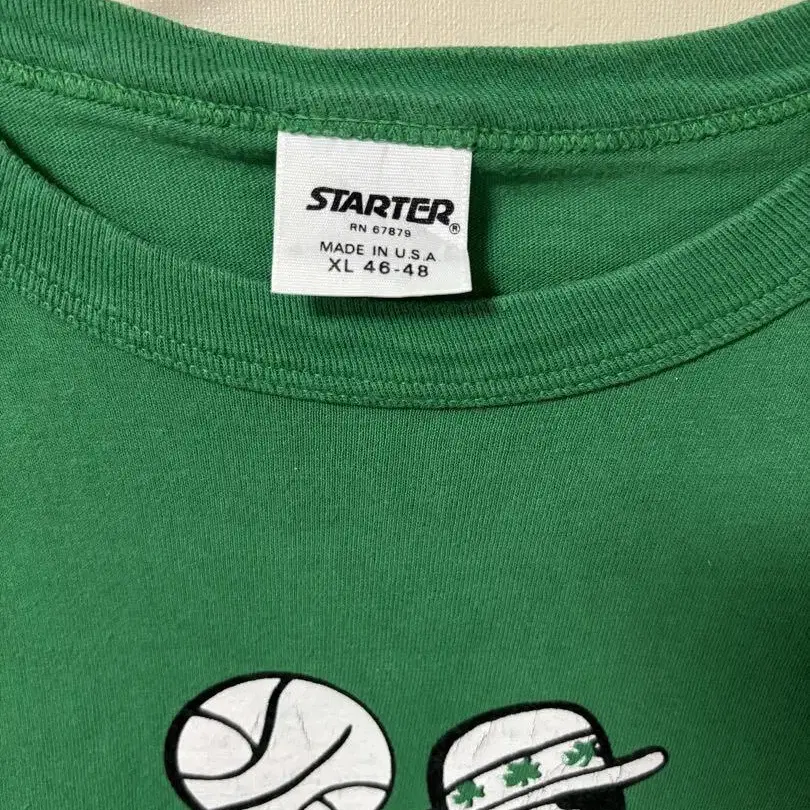 STARTER®
RN 67879
MADE IN U.S.A
XL 46-48